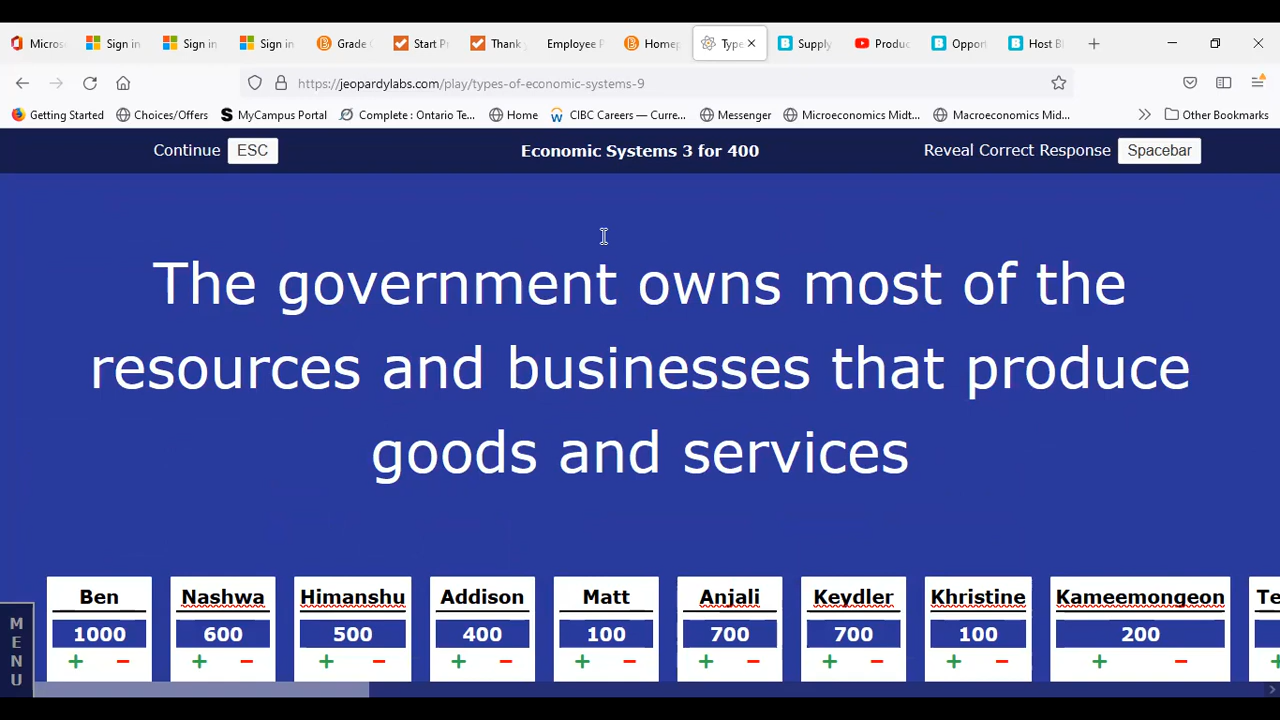 Micros Sign in Sign in Sign in Grade Start P Thank Employee P Homep Type Supply Produc Opport Host B
https://jeopardylabs.com/play/types-of-economic-systems-9
Getting Started Choices/Offers MyCampus Portal Complete : Ontario Te... Home CIBC Careers — Curre... Messenger Microeconomics Midt... Macroeconomics Mid... Other Bookmarks
Continue ESC Economic Systems 3 for 400 Reveal Correct Response Spacebar
The government owns most of the
resources and businesses that produce
goods and services
MENU
Ben Nashwa Himanshu Addison Matt Anjali Keydler Khristine Kameemongeon Te
1000 600 500 400 100 700 700 100 200
+ − + − + − + − + − + − + − + − + − +